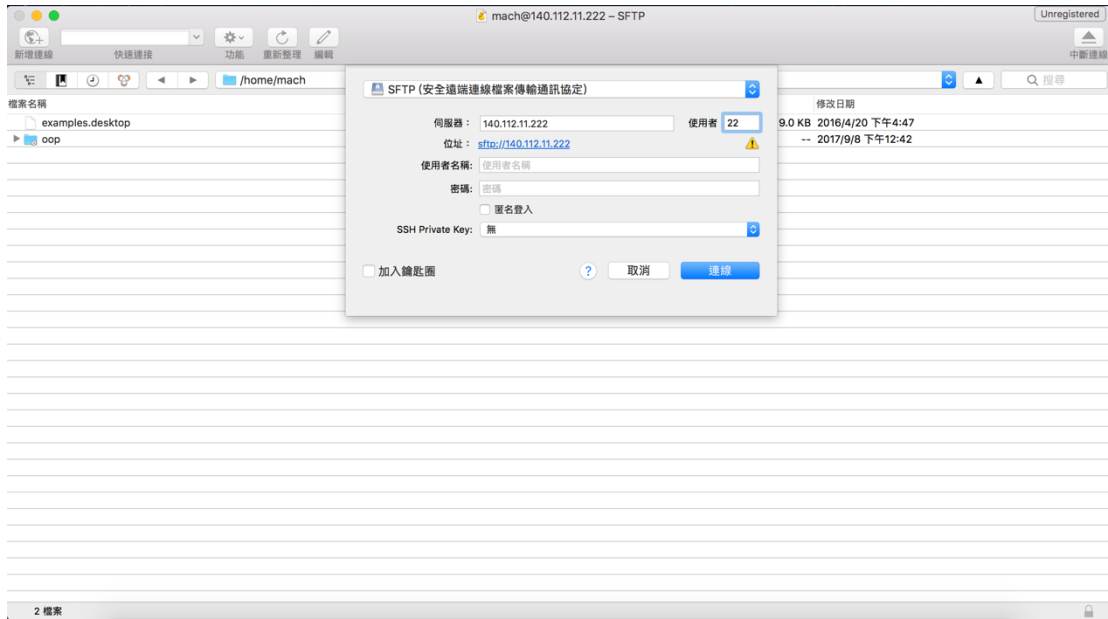 mach@140.112.11.222 – SFTP
Unregistered
新增連線 快速連接 功能 重新整理 編輯 中斷連線
/home/mach
搜尋
SFTP (安全遠端連線檔案傳輸通訊協定)
檔案名稱 修改日期
examples.desktop 9.0 KB 2016/4/20 下午4:47
oop -- 2017/9/8 下午12:42
伺服器： 140.112.11.222 使用者 22
位址： sftp://140.112.11.222
使用者名稱: 使用者名稱
密碼: 密碼
匿名登入
SSH Private Key: 無
加入鑰匙圈 ? 取消 連線
2 檔案